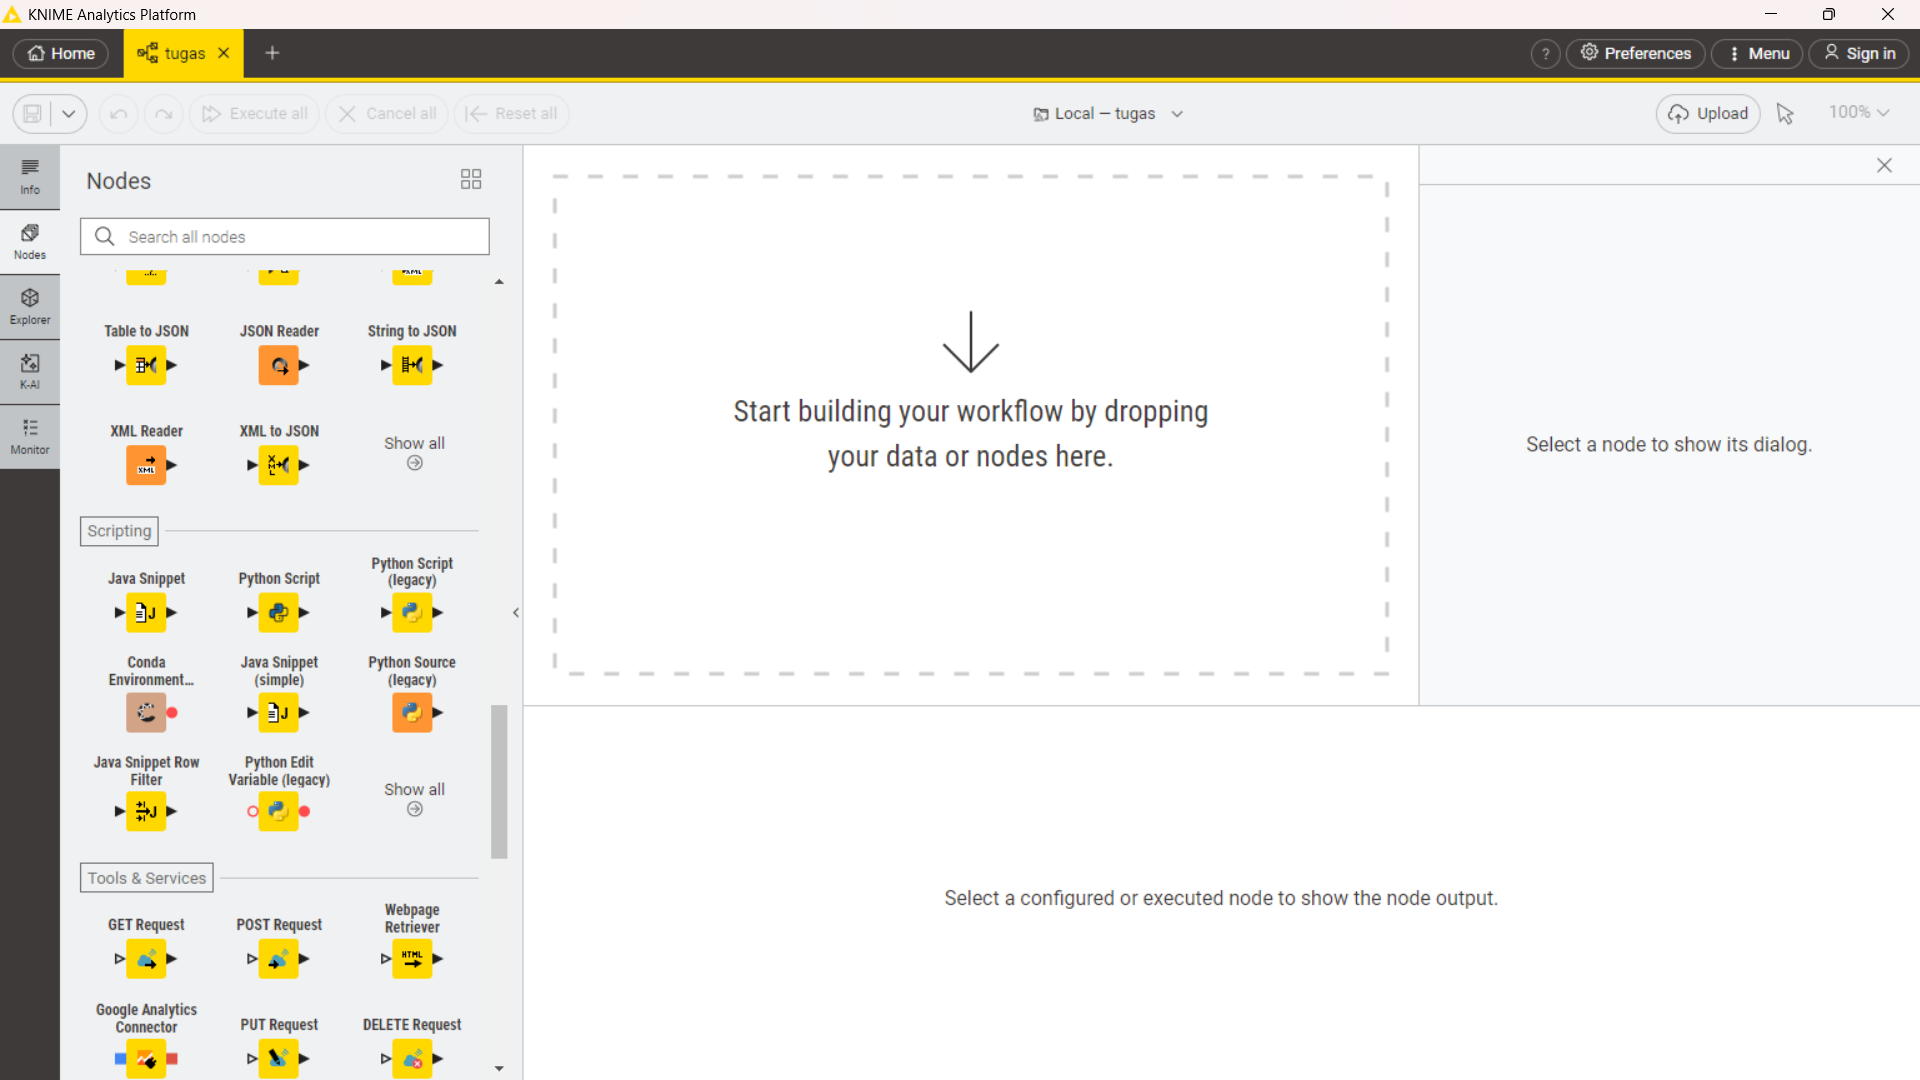 KNIME Analytics Platform
Home
tugas
?
Preferences
Menu
Sign in
Execute all
Cancel all
Reset all
Local — tugas
Upload
100%
Info
Nodes
Explorer
K-AI
Monitor
Nodes
Search all nodes
Table to JSON
JSON Reader
String to JSON
XML Reader
XML to JSON
Show all
XML
Scripting
Java Snippet
Python Script
Python Script
(legacy)
Conda
Environment...
Java Snippet
(simple)
Python Source
(legacy)
Java Snippet Row
Filter
Python Edit
Variable (legacy)
Show all
Tools & Services
GET Request
POST Request
Webpage
Retriever
HTML
Google Analytics
Connector
PUT Request
DELETE Request
Start building your workflow by dropping
your data or nodes here.
Select a node to show its dialog.
Select a configured or executed node to show the node output.